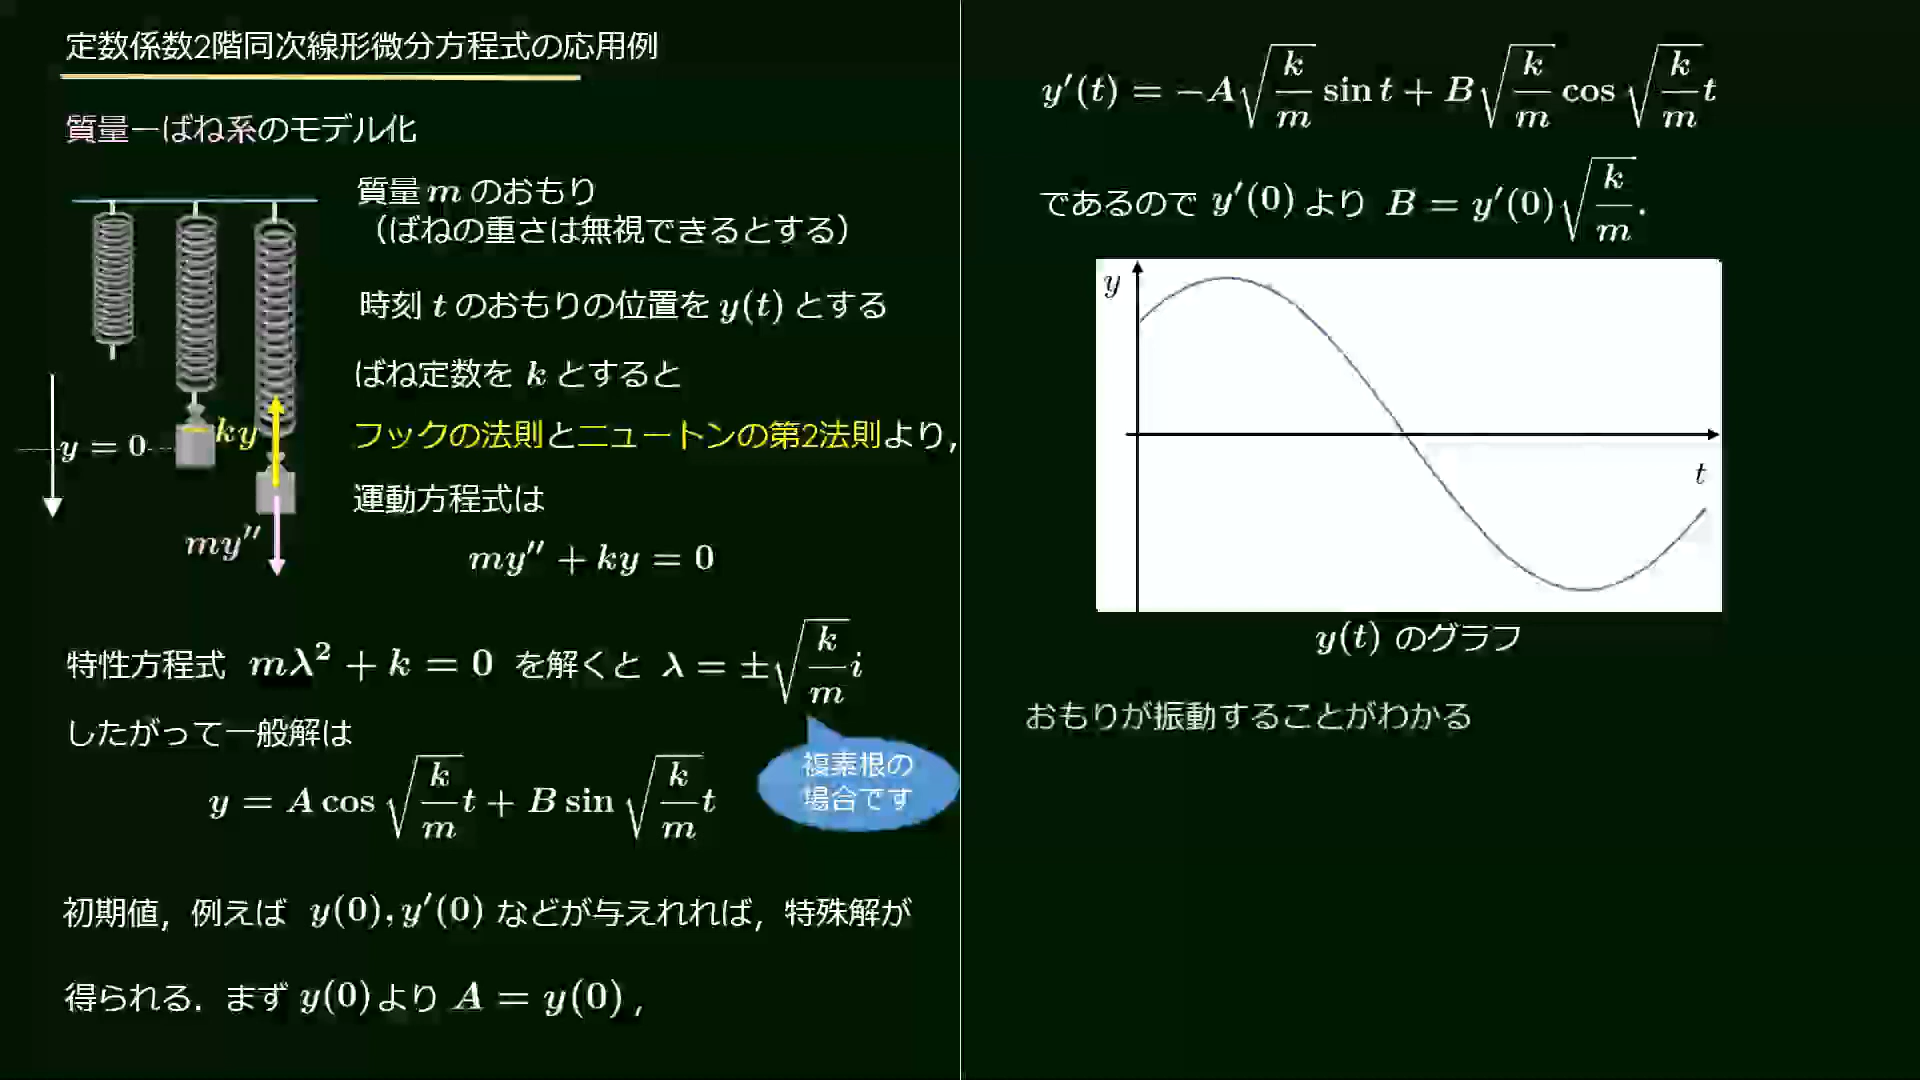 定数係数2階同次線形微分方程式の応用例
質量－ばね系のモデル化
質量 m のおもり
（ばねの重さは無視できるとする）
時刻 t のおもりの位置を y(t) とする
ばね定数を k とすると
フックの法則とニュートンの第2法則より，
運動方程式は
my″ + ky = 0
y = 0
ky
my″
特性方程式 mλ² + k = 0 を解くと λ = ±√(k/m) i
したがって一般解は
y = A cos √(k/m) t + B sin √(k/m) t
複素根の
場合です
初期値，例えば y(0), y′(0) などが与えれれば，特殊解が
得られる．まず y(0) より A = y(0) ,
y′(t) = −A√(k/m) sin t + B√(k/m) cos √(k/m) t
であるので y′(0) より B = y′(0)√(k/m).
y
t
y(t) のグラフ
おもりが振動することがわかる